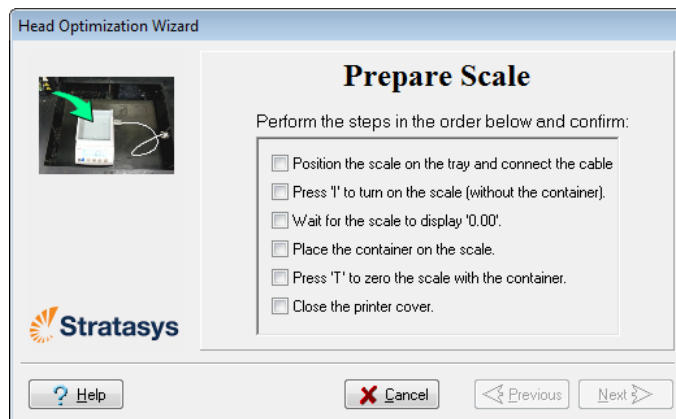 Head Optimization Wizard
Prepare Scale
Perform the steps in the order below and confirm:
Position the scale on the tray and connect the cable
Press 'I' to turn on the scale (without the container).
Wait for the scale to display '0.00'.
Place the container on the scale.
Press 'T' to zero the scale with the container.
Close the printer cover.
Stratasys
? Help
Cancel
Previous
Next